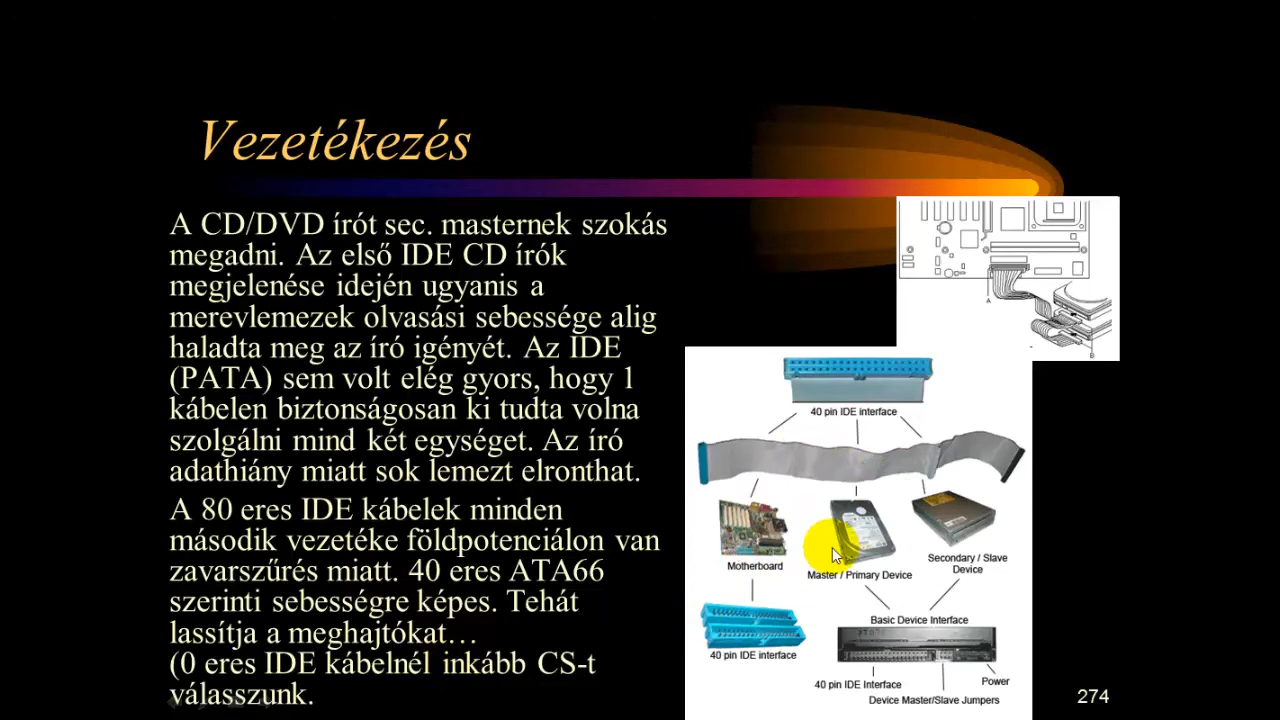 Vezetékezés
A CD/DVD írót sec. masternek szokás
megadni. Az első IDE CD írók
megjelenése idején ugyanis a
merevlemezek olvasási sebessége alig
haladta meg az író igényét. Az IDE
(PATA) sem volt elég gyors, hogy 1
kábelen biztonságosan ki tudta volna
szolgálni mind két egységet. Az író
adathiány miatt sok lemezt elronthat.
A 80 eres IDE kábelek minden
második vezetéke földpotenciálon van
zavarszűrés miatt. 40 eres ATA66
szerinti sebességre képes. Tehát
lassítja a meghajtókat…
(0 eres IDE kábelnél inkább CS-t
válasszunk.
A
B
40 pin IDE interface
Motherboard
Master / Primary Device
Secondary / Slave
Device
40 pin IDE interface
Basic Device Interface
40 pin IDE Interface
Power
Device Master/Slave Jumpers
274